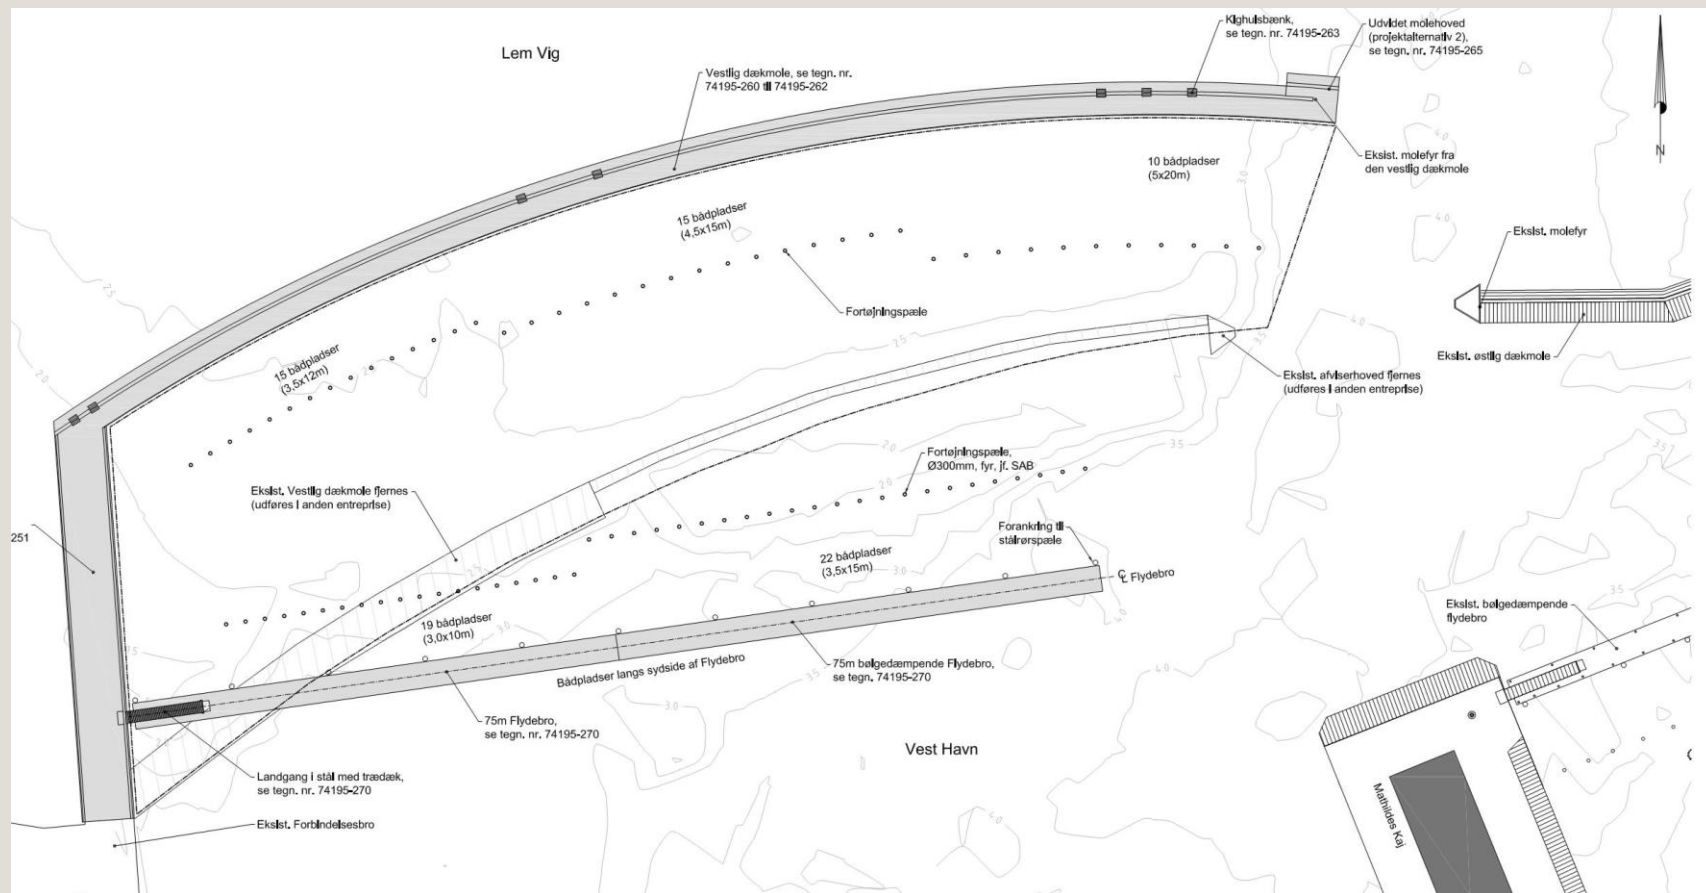 Lem Vig
Kighulsbænk,
se tegn. nr. 74195-263
Udvidet molehoved
(projektalternativ 2),
se tegn. nr. 74195-265
Vestlig dækmole, se tegn. nr.
74195-260 til 74195-262
N
Eksist. molefyr fra
den vestlig dækmole
10 bådpladser
(5x20m)
15 bådpladser
(4,5x15m)
Eksist. molefyr
Fortøjningspæle
Eksist. østlig dækmole
15 bådpladser
(3,5x12m)
Eksist. afviserhoved fjernes
(udføres i anden entreprise)
Fortøjningspæle,
Ø300mm, fyr, jf. SAB
Eksist. Vestlig dækmole fjernes
(udføres i anden entreprise)
251
Forankring til
stålrørspæle
22 bådpladser
(3,5x15m)
℄ Flydebro
19 bådpladser
(3,0x10m)
Eksist. bølgedæmpende
flydebro
Bådpladser langs sydside af Flydebro
75m bølgedæmpende Flydebro,
se tegn. 74195-270
75m Flydebro,
se tegn. nr. 74195-270
Vest Havn
Landgang i stål med trædæk,
se tegn. nr. 74195-270
Mathildes Kaj
Eksist. Forbindelsesbro